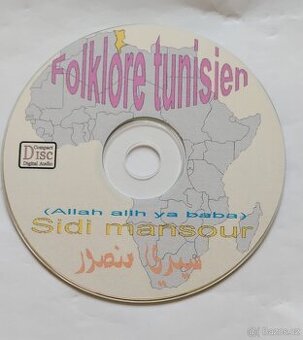 Folklore tunisien
Compact
Disc
Digital Audio
(Allah alih ya baba)
Sidi mansour
سيدي منصور
Bazos.cz